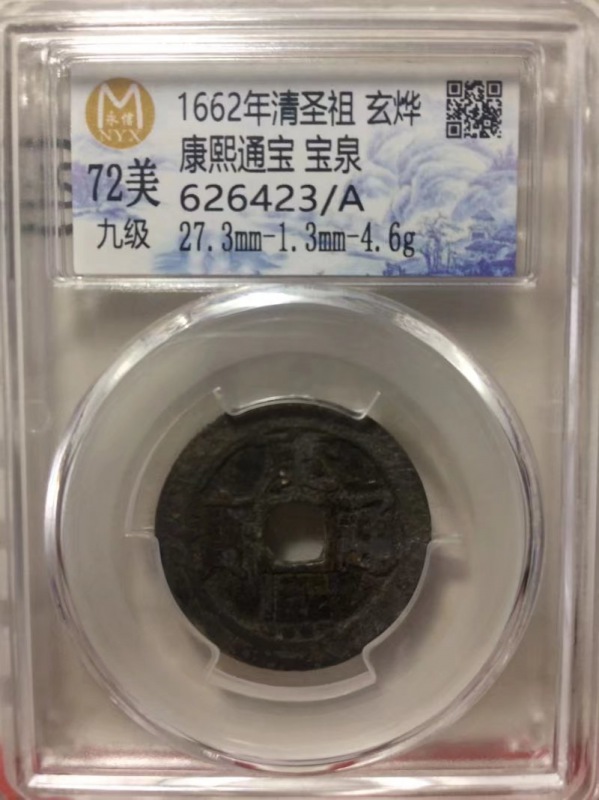 M
永信
NYX
72美
九级
1662年清圣祖 玄烨
康熙通宝 宝泉
626423/A
27.3mm-1.3mm-4.6g